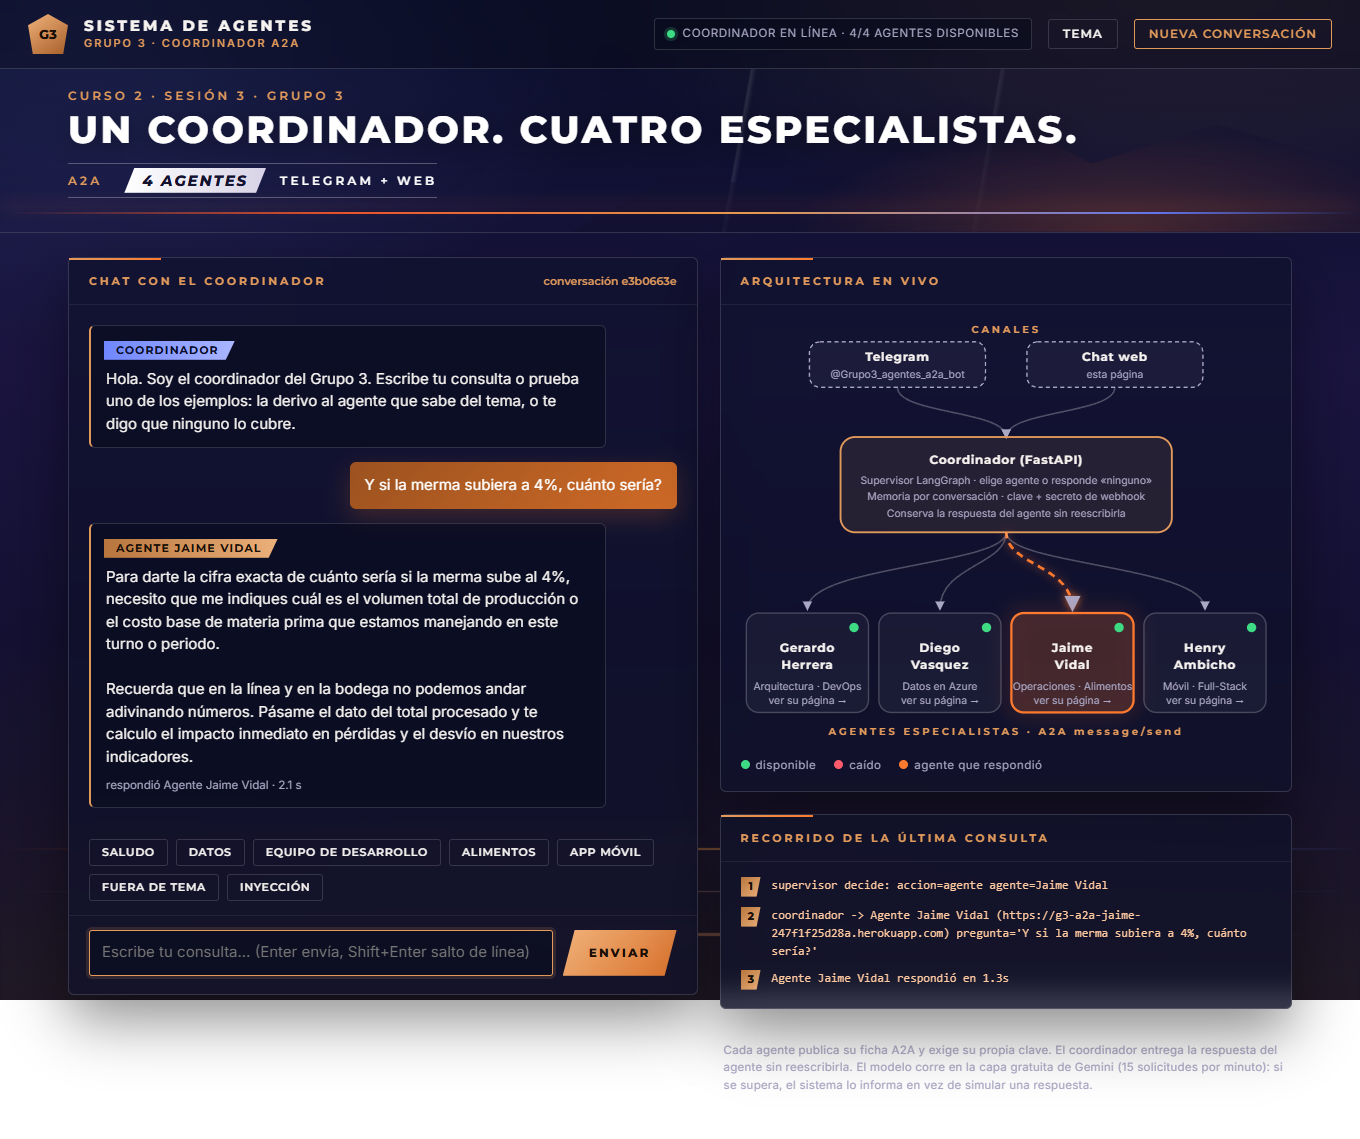 G3
SISTEMA DE AGENTES
GRUPO 3 · COORDINADOR A2A
COORDINADOR EN LÍNEA · 4/4 AGENTES DISPONIBLES
TEMA
NUEVA CONVERSACIÓN
CURSO 2 · SESIÓN 3 · GRUPO 3
UN COORDINADOR. CUATRO ESPECIALISTAS.
A2A 4 AGENTES TELEGRAM + WEB
CHAT CON EL COORDINADOR
conversación e3b0663e
COORDINADOR
Hola. Soy el coordinador del Grupo 3. Escribe tu consulta o prueba
uno de los ejemplos: la derivo al agente que sabe del tema, o te
digo que ninguno lo cubre.
Y si la merma subiera a 4%, cuánto sería?
AGENTE JAIME VIDAL
Para darte la cifra exacta de cuánto sería si la merma sube al 4%,
necesito que me indiques cuál es el volumen total de producción o
el costo base de materia prima que estamos manejando en este
turno o periodo.
Recuerda que en la línea y en la bodega no podemos andar
adivinando números. Pásame el dato del total procesado y te
calculo el impacto inmediato en pérdidas y el desvío en nuestros
indicadores.
respondió Agente Jaime Vidal · 2.1 s
SALUDO
DATOS
EQUIPO DE DESARROLLO
ALIMENTOS
APP MÓVIL
FUERA DE TEMA
INYECCIÓN
Escribe tu consulta... (Enter envía, Shift+Enter salto de línea)
ENVIAR
ARQUITECTURA EN VIVO
CANALES
Telegram
@Grupo3_agentes_a2a_bot
Chat web
esta página
Coordinador (FastAPI)
Supervisor LangGraph · elige agente o responde «ninguno»
Memoria por conversación · clave + secreto de webhook
Conserva la respuesta del agente sin reescribirla
Gerardo
Herrera
Arquitectura · DevOps
ver su página →
Diego
Vasquez
Datos en Azure
ver su página →
Jaime
Vidal
Operaciones · Alimentos
ver su página →
Henry
Ambicho
Móvil · Full-Stack
ver su página →
AGENTES ESPECIALISTAS · A2A message/send
disponible
caído
agente que respondió
RECORRIDO DE LA ÚLTIMA CONSULTA
1 supervisor decide: accion=agente agente=Jaime Vidal
2 coordinador -> Agente Jaime Vidal (https://g3-a2a-jaime-
247f1f25d28a.herokuapp.com) pregunta='Y si la merma subiera a 4%, cuánto
sería?'
3 Agente Jaime Vidal respondió en 1.3s
Cada agente publica su ficha A2A y exige su propia clave. El coordinador entrega la respuesta del
agente sin reescribirla. El modelo corre en la capa gratuita de Gemini (15 solicitudes por minuto): si
se supera, el sistema lo informa en vez de simular una respuesta.